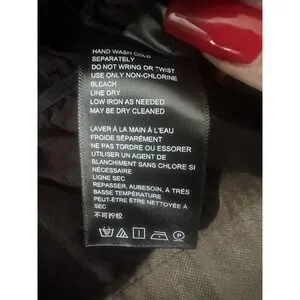 HAND WASH COLD
SEPARATELY
DO NOT WRING OR TWIST
USE ONLY NON-CHLORINE
BLEACH
LINE DRY
LOW IRON AS NEEDED
MAY BE DRY CLEANED
LAVER À LA MAIN À L'EAU
FROIDE SÉPARÉMENT
NE PAS TORDRE OU ESSORER
UTILISER UN AGENT DE
BLANCHIMENT SANS CHLORE SI
NÉCESSAIRE
LIGNE SEC
REPASSER, AUBESOIN, À TRÉS
BASSE TEMPÉRATURE
PEUT-ÊTRE ÊTRE NETTOYÉE À
SEC
不可拧绞